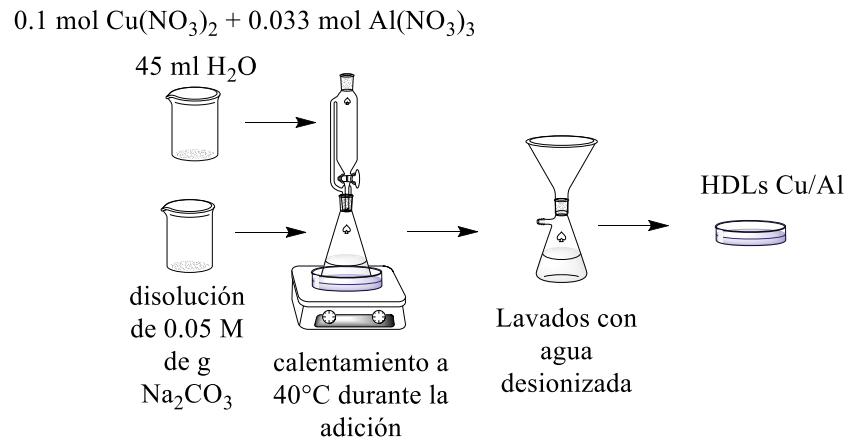 0.1 mol Cu(NO3)2 + 0.033 mol Al(NO3)3
45 ml H2O
HDLs Cu/Al
disolución
de 0.05 M
de g
Na2CO3
calentamiento a
40°C durante la
adición
Lavados con
agua
desionizada